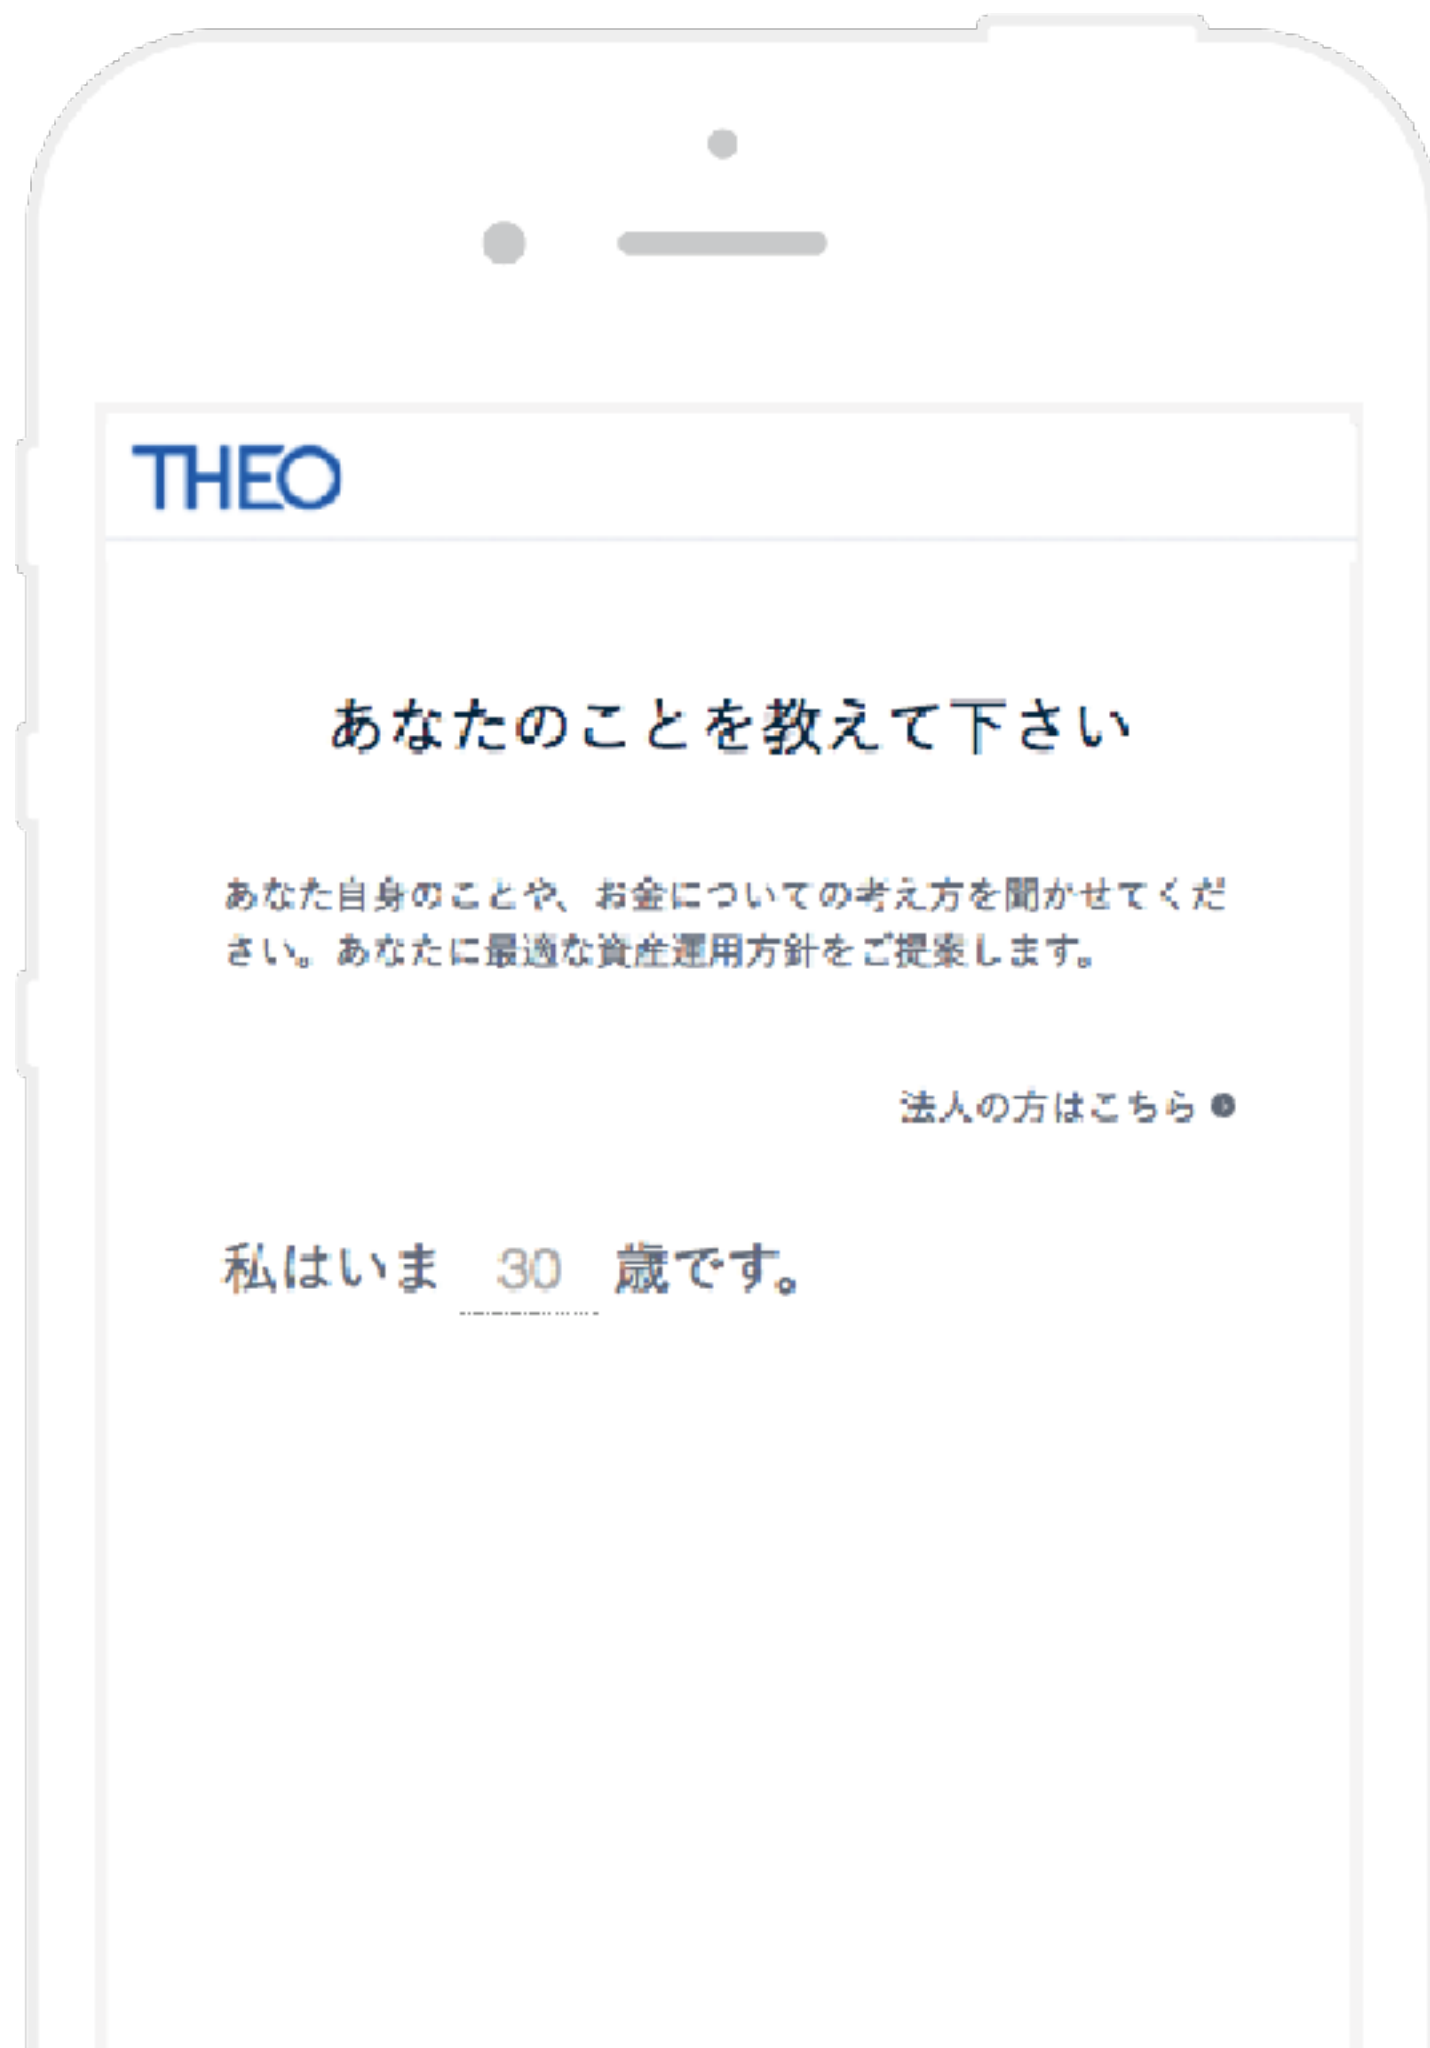 THEO
あなたのことを教えて下さい
あなた自身のことや、お金についての考え方を聞かせてくだ
さい。あなたに最適な資産運用方針をご提案します。
法人の方はこちら
私はいま 30 歳です。